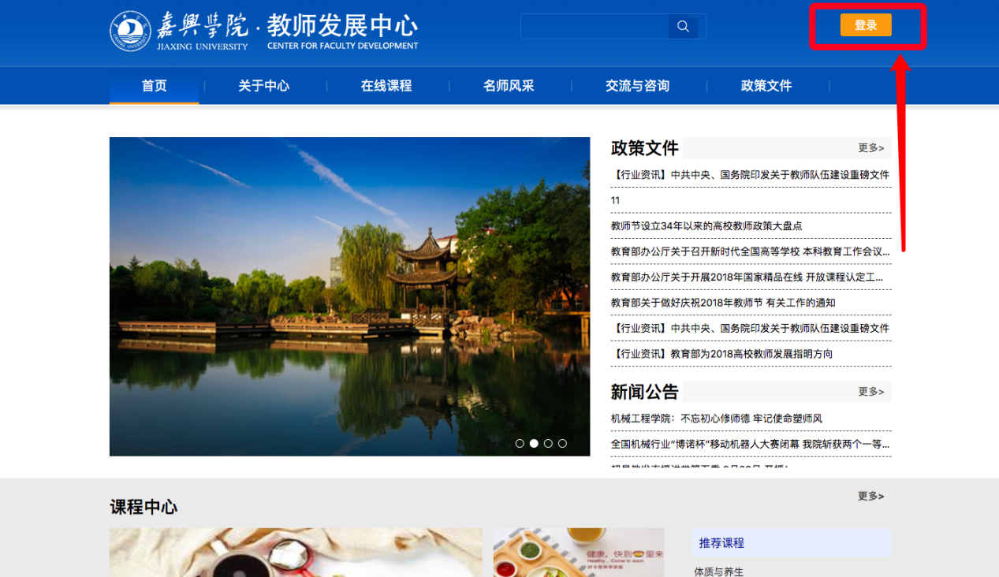 嘉興学院 · 教师发展中心
JIAXING UNIVERSITY CENTER FOR FACULTY DEVELOPMENT
登录
首页 关于中心 在线课程 名师风采 交流与咨询 政策文件
政策文件 更多>
【行业资讯】中共中央、国务院印发关于教师队伍建设重磅文件
11
教师节设立34年以来的高校教师政策大盘点
教育部办公厅关于召开新时代全国高等学校 本科教育工作会议...
教育部办公厅关于开展2018年国家精品在线 开放课程认定工...
教育部关于做好庆祝2018年教师节 有关工作的通知
【行业资讯】中共中央、国务院印发关于教师队伍建设重磅文件
【行业资讯】教育部为2018高校教师发展指明方向
新闻公告 更多>
机械工程学院：不忘初心修师德 牢记使命塑师风
全国机械行业“博诺杯”移动机器人大赛闭幕 我院斩获两个一等...
课程中心 更多>
健康，快到 里来
Healthy , Come in soon
推荐课程
体质与养生